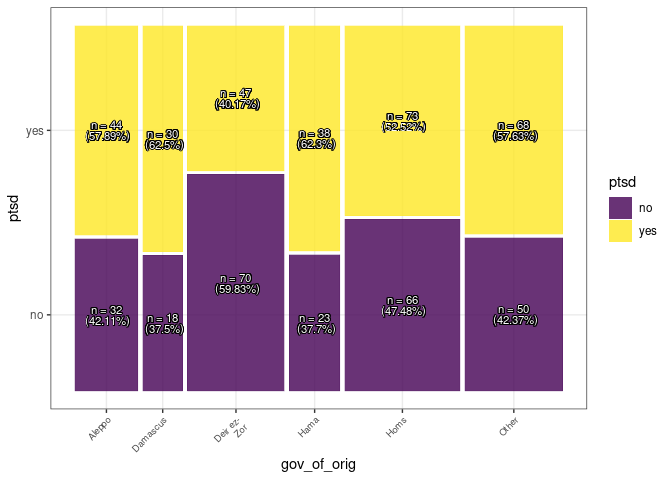 n = 47
(40.17%)
n = 73
(52.52%)
n = 44
(57.89%)
n = 30
(62.5%)
n = 38
(62.3%)
n = 68
(57.63%)
yes
ptsd
ptsd
no
yes
n = 70
(59.83%)
n = 66
(47.48%)
n = 32
(42.11%)
n = 18
(37.5%)
n = 23
(37.7%)
n = 50
(42.37%)
no
Aleppo
Damascus
Deir ez-
Zor
Hama
Homs
Other
gov_of_orig